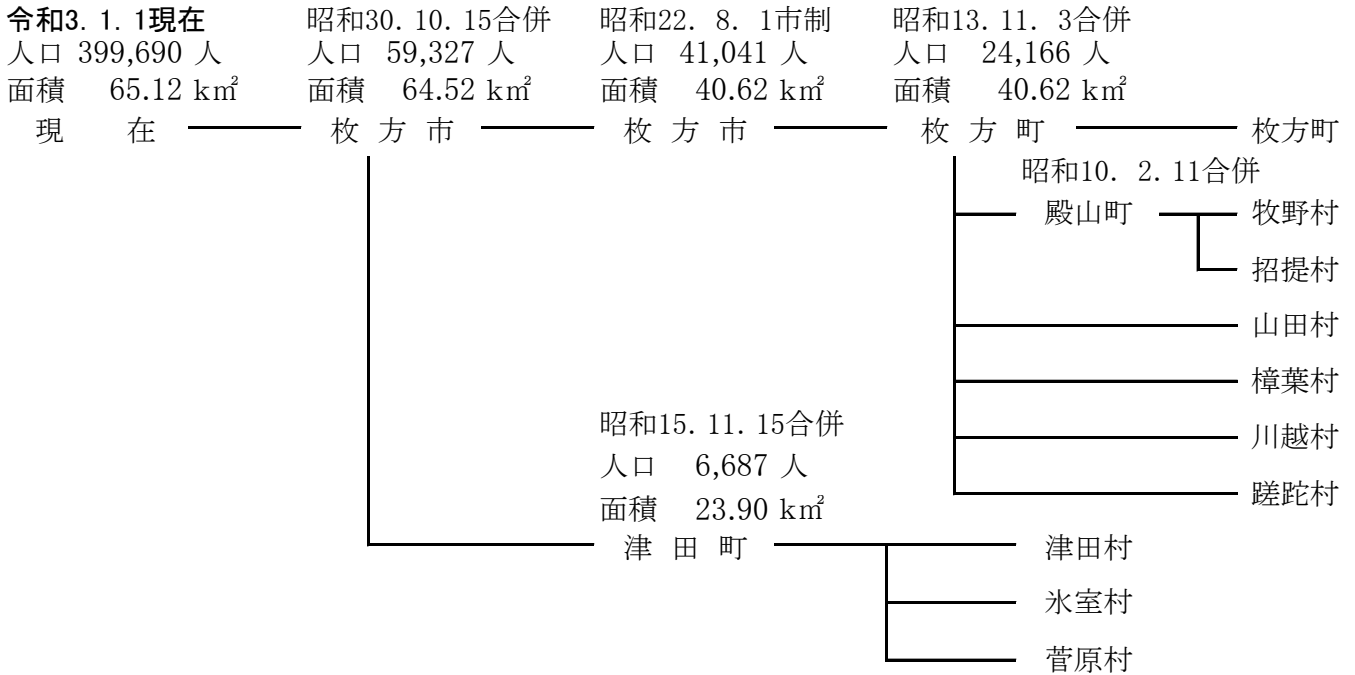 令和3. 1. 1現在
人口 399,690 人
面積 65.12 k㎡
現 在
昭和30. 10. 15合併
人口 59,327 人
面積 64.52 k㎡
枚 方 市
昭和22. 8. 1市制
人口 41,041 人
面積 40.62 k㎡
枚 方 市
昭和13. 11. 3合併
人口 24,166 人
面積 40.62 k㎡
枚 方 町
枚方町
昭和10. 2. 11合併
殿山町
牧野村
招提村
山田村
樟葉村
川越村
蹉跎村
昭和15. 11. 15合併
人口 6,687 人
面積 23.90 k㎡
津 田 町
津田村
氷室村
菅原村